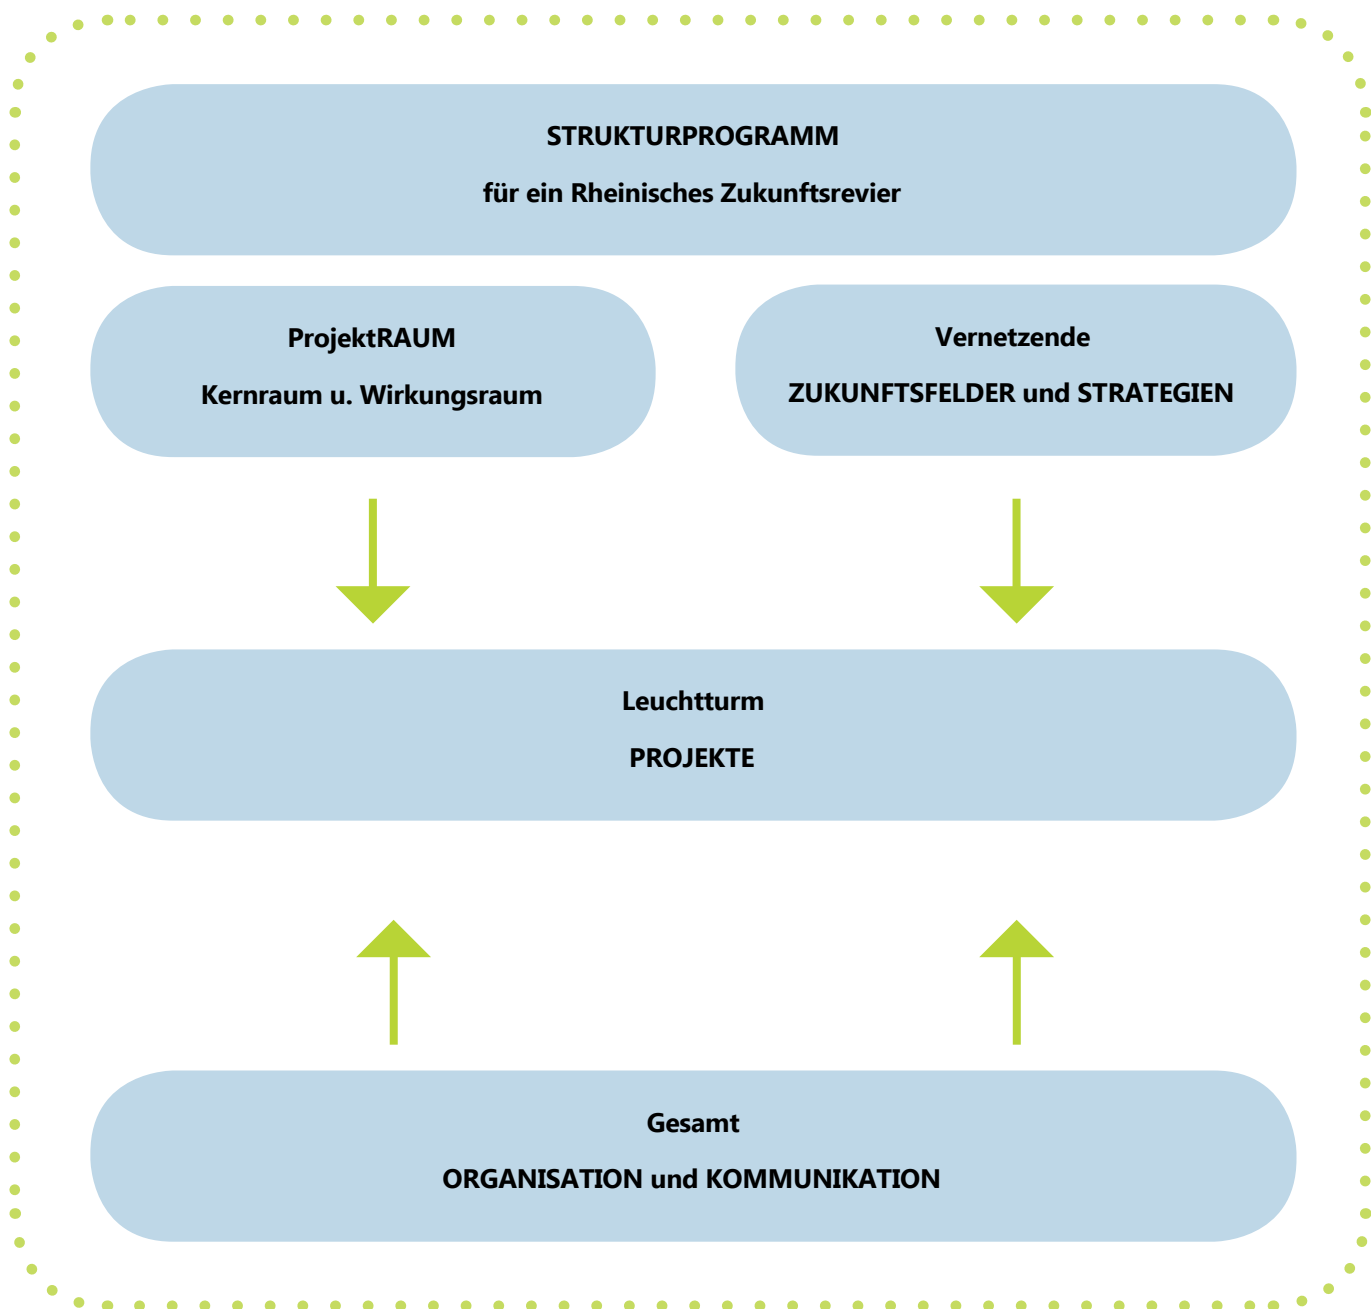 STRUKTURPROGRAMM
für ein Rheinisches Zukunftsrevier
ProjektRAUM
Kernraum u. Wirkungsraum
Vernetzende
ZUKUNFTSFELDER und STRATEGIEN
Leuchtturm
PROJEKTE
Gesamt
ORGANISATION und KOMMUNIKATION